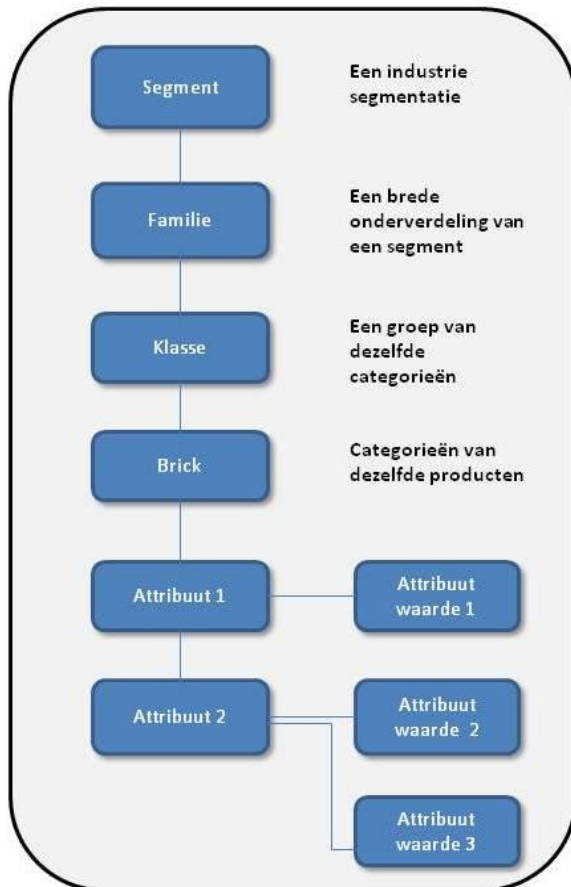 Segment
Een industrie
segmentatie
Familie
Een brede
onderverdeling van
een segment
Klasse
Een groep van
dezelfde
categorieën
Brick
Categorieën van
dezelfde producten
Attribuut 1
Attribuut
waarde 1
Attribuut 2
Attribuut
waarde 2
Attribuut
waarde 3